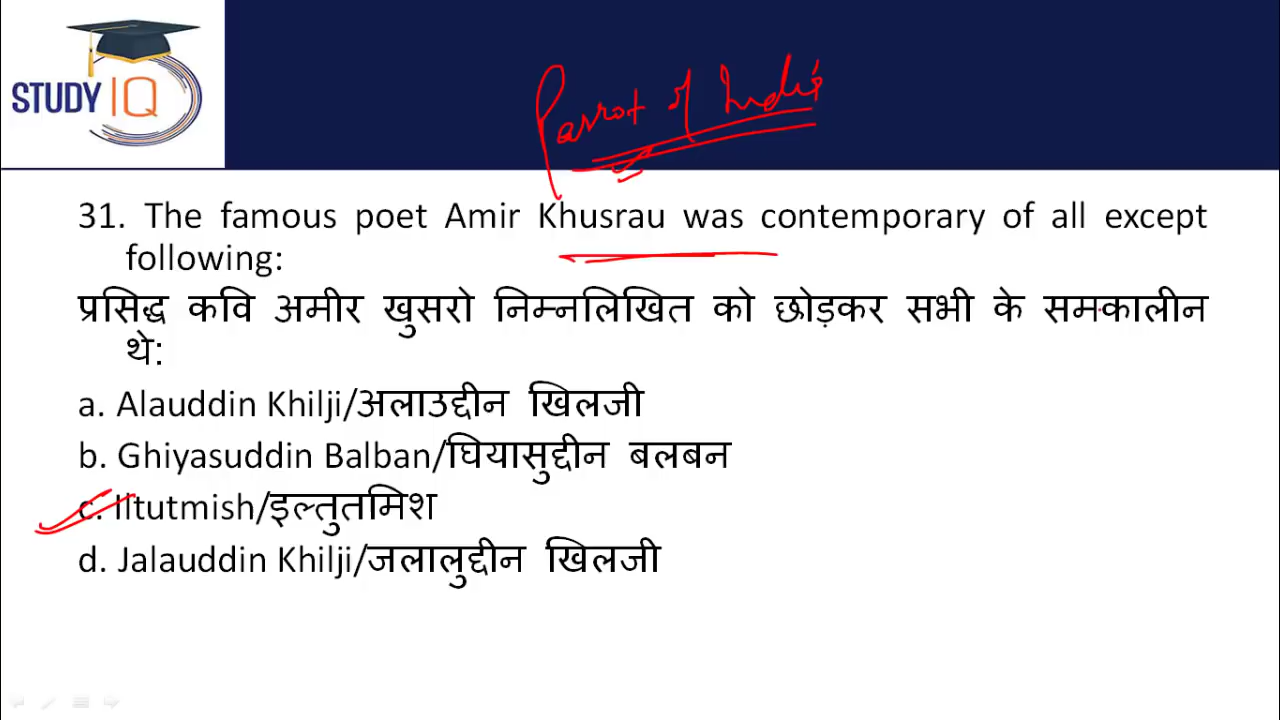 STUDY IQ
Parrot of India
31. The famous poet Amir Khusrau was contemporary of all except
following:
प्रसिद्ध कवि अमीर खुसरो निम्नलिखित को छोड़कर सभी के समकालीन
थे:
a. Alauddin Khilji/अलाउद्दीन खिलजी
b. Ghiyasuddin Balban/घियासुद्दीन बलबन
c. Iltutmish/इल्तुतमिश
d. Jalauddin Khilji/जलालुद्दीन खिलजी